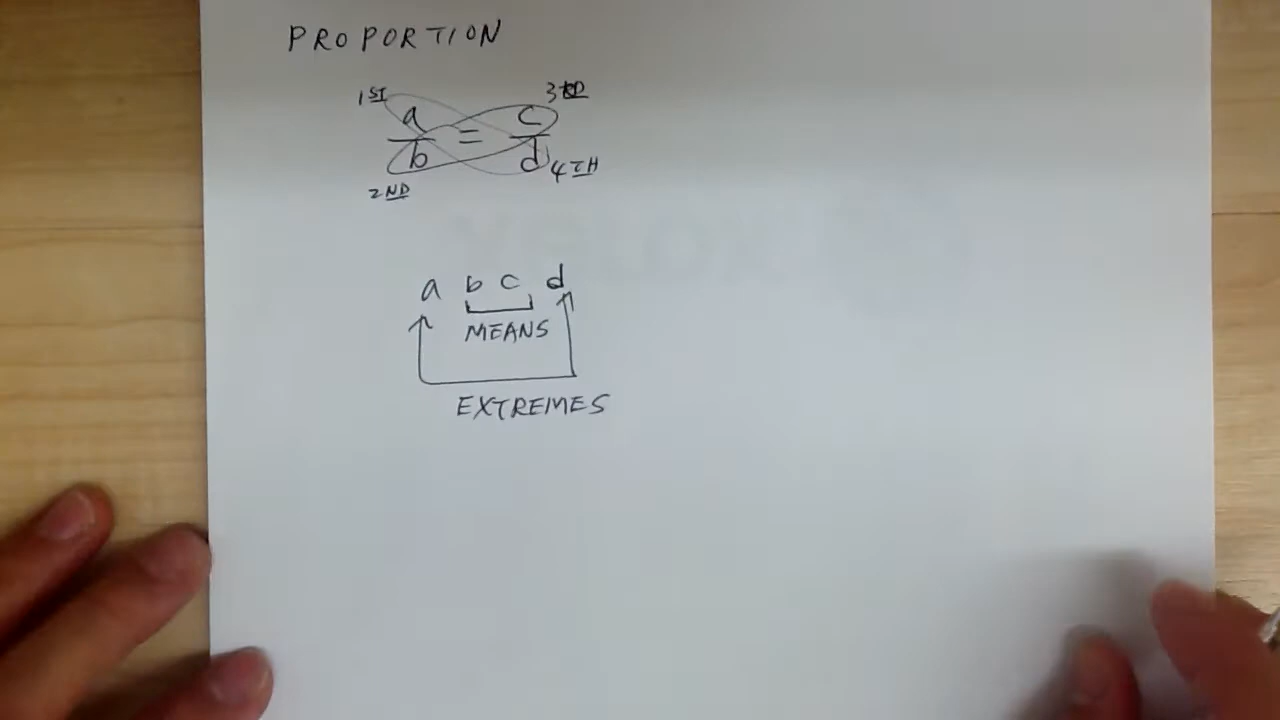 PROPORTION
1ST 3RD
a = c
b d
2ND 4TH
a b c d
MEANS
EXTREMES